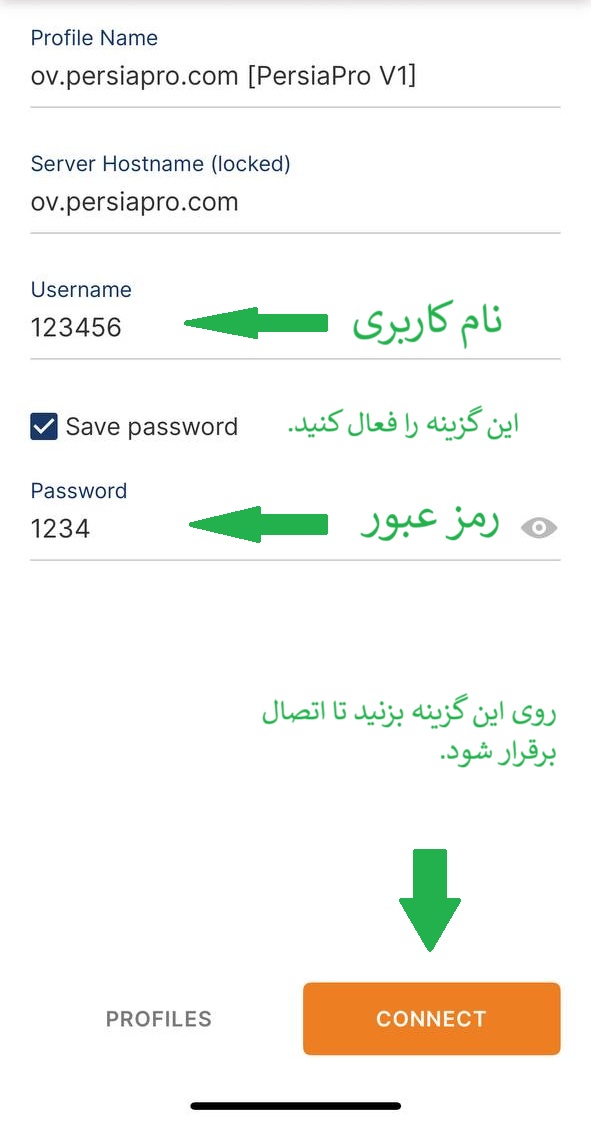 Profile Name
ov.persiapro.com [PersiaPro V1]
Server Hostname (locked)
ov.persiapro.com
Username
123456
نام کاربری
Save password
این گزینه را فعال کنید.
Password
1234
رمز عبور
روی این گزینه بزنید تا اتصال
برقرار شود.
PROFILES
CONNECT